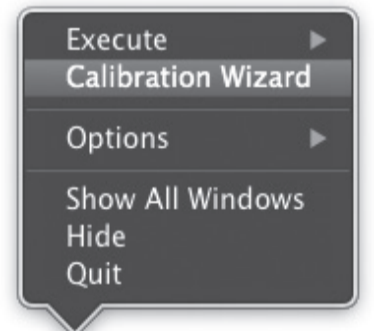 Execute
Calibration Wizard
Options
Show All Windows
Hide
Quit